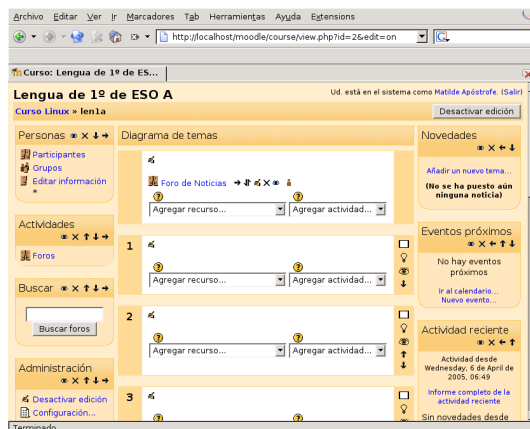 Archivo Editar Ver Ir Marcadores Tab Herramientas Ayuda Extensions
http://localhost/moodle/course/view.php?id=2&edit=on
Curso: Lengua de 1º de ES...
Lengua de 1º de ESO A
Ud. está en el sistema como Matilde Apóstrofe. (Salir)
Curso Linux » len1a
Desactivar edición
Personas
Participantes
Grupos
Editar información
*
Actividades
Foros
Buscar
Buscar foros
Administración
Desactivar edición
Configuración...
Diagrama de temas
Foro de Noticias
Agregar recurso...
Agregar actividad...
1
Agregar recurso...
Agregar actividad...
2
Agregar recurso...
Agregar actividad...
3
Novedades
Añadir un nuevo tema...
(No se ha puesto aún
ninguna noticia)
Eventos próximos
No hay eventos
próximos
Ir al calendario...
Nuevo evento...
Actividad reciente
Actividad desde
Wednesday, 6 de April de
2005, 06:49
Informe completo de la
actividad reciente
Sin novedades desde
Terminado